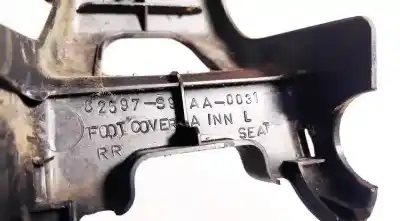 82597-S9 AA-0031
FOOT COVER A INN L
RR SEAT